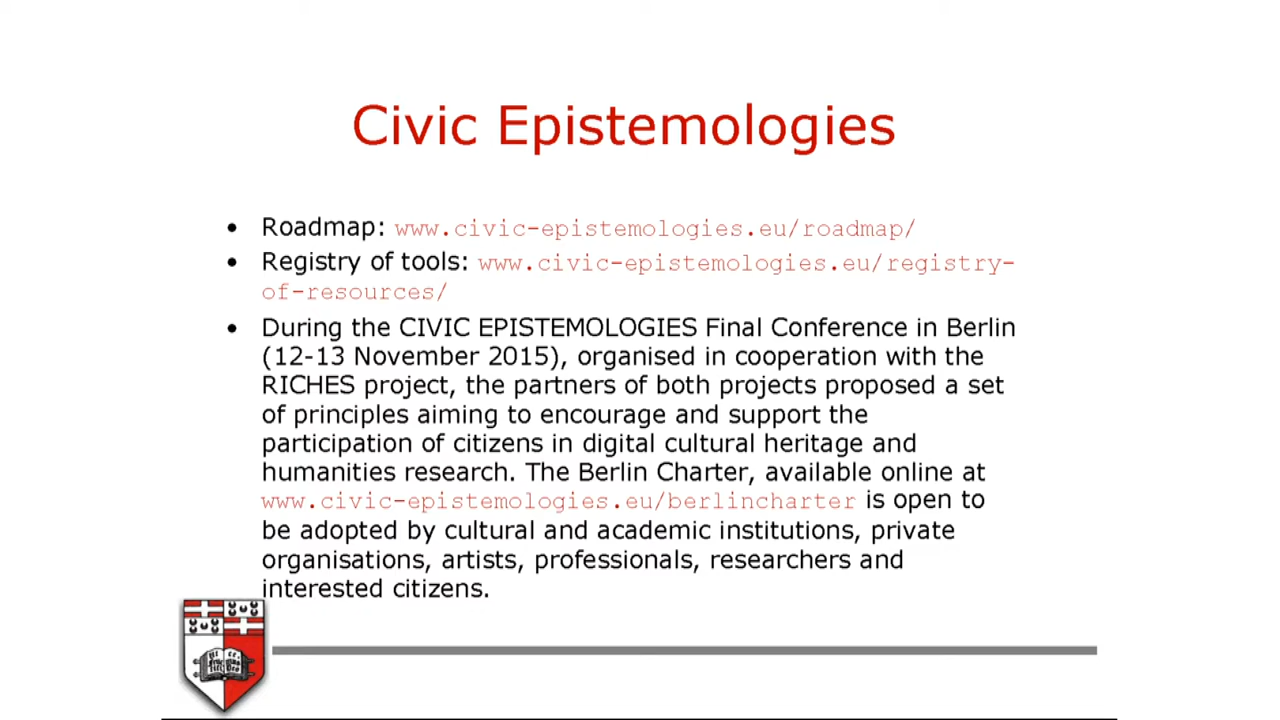 Civic Epistemologies
• Roadmap: www.civic-epistemologies.eu/roadmap/
• Registry of tools: www.civic-epistemologies.eu/registry-
of-resources/
• During the CIVIC EPISTEMOLOGIES Final Conference in Berlin
(12-13 November 2015), organised in cooperation with the
RICHES project, the partners of both projects proposed a set
of principles aiming to encourage and support the
participation of citizens in digital cultural heritage and
humanities research. The Berlin Charter, available online at
www.civic-epistemologies.eu/berlincharter is open to
be adopted by cultural and academic institutions, private
organisations, artists, professionals, researchers and
interested citizens.